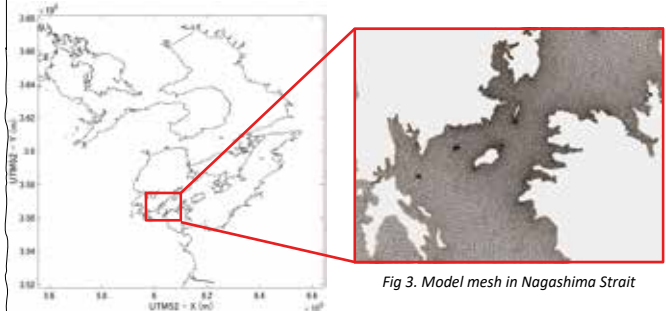 3.68
3.66
3.64
3.62
3.6
3.58
3.56
3.54
3.52
UTM52 - Y (m)
5.6 5.8 6 6.2 6.4 6.6
UTM52 - X (m)
Fig 3. Model mesh in Nagashima Strait